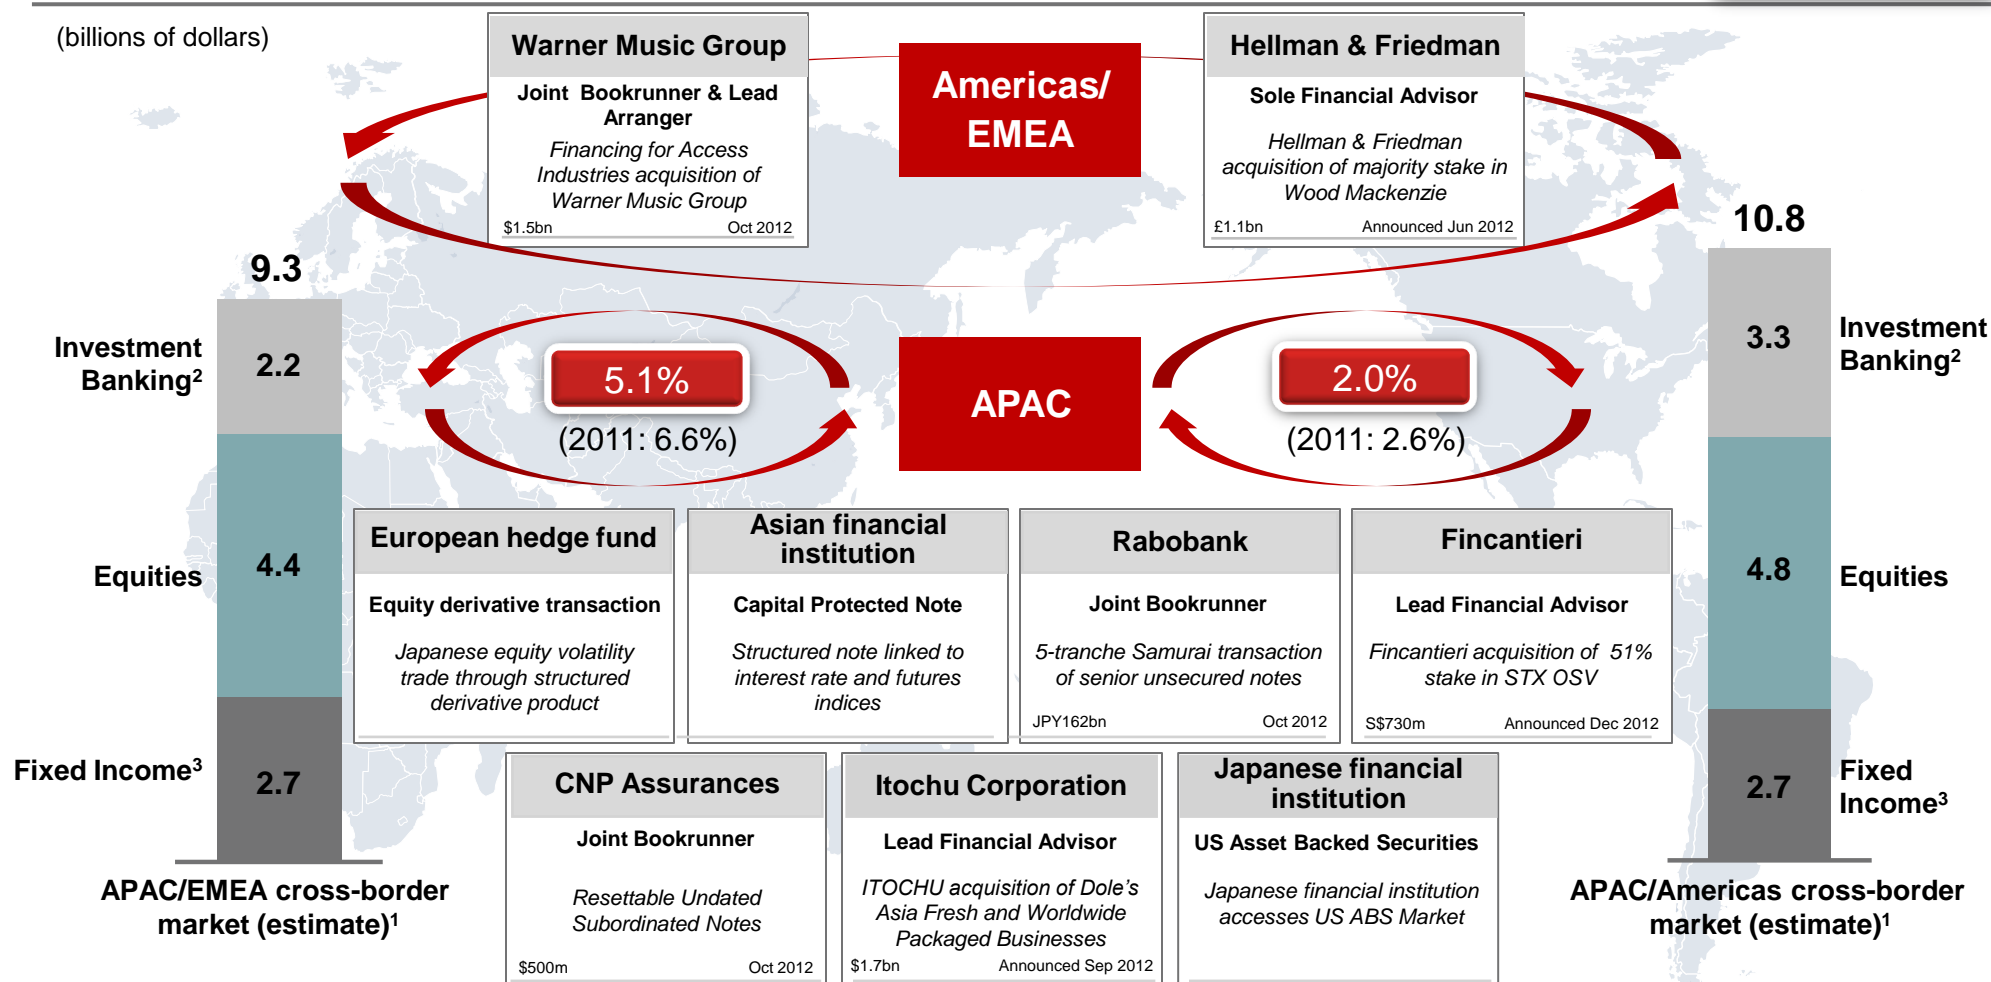 (billions of dollars)
Warner Music Group
Joint Bookrunner & Lead
Arranger
Financing for Access
Industries acquisition of
Warner Music Group
$1.5bn Oct 2012
Americas/
EMEA
Hellman & Friedman
Sole Financial Advisor
Hellman & Friedman
acquisition of majority stake in
Wood Mackenzie
£1.1bn Announced Jun 2012
9.3
Investment
Banking²
2.2
Equities
4.4
Fixed Income³
2.7
APAC/EMEA cross-border
market (estimate)¹
5.1%
(2011: 6.6%)
APAC
2.0%
(2011: 2.6%)
10.8
3.3
Investment
Banking²
4.8
Equities
2.7
Fixed
Income³
APAC/Americas cross-border
market (estimate)¹
European hedge fund
Equity derivative transaction
Japanese equity volatility
trade through structured
derivative product
Asian financial
institution
Capital Protected Note
Structured note linked to
interest rate and futures
indices
Rabobank
Joint Bookrunner
5-tranche Samurai transaction
of senior unsecured notes
JPY162bn Oct 2012
Fincantieri
Lead Financial Advisor
Fincantieri acquisition of 51%
stake in STX OSV
S$730m Announced Dec 2012
CNP Assurances
Joint Bookrunner
Resettable Undated
Subordinated Notes
$500m Oct 2012
Itochu Corporation
Lead Financial Advisor
ITOCHU acquisition of Dole's
Asia Fresh and Worldwide
Packaged Businesses
$1.7bn Announced Sep 2012
Japanese financial
institution
US Asset Backed Securities
Japanese financial institution
accesses US ABS Market